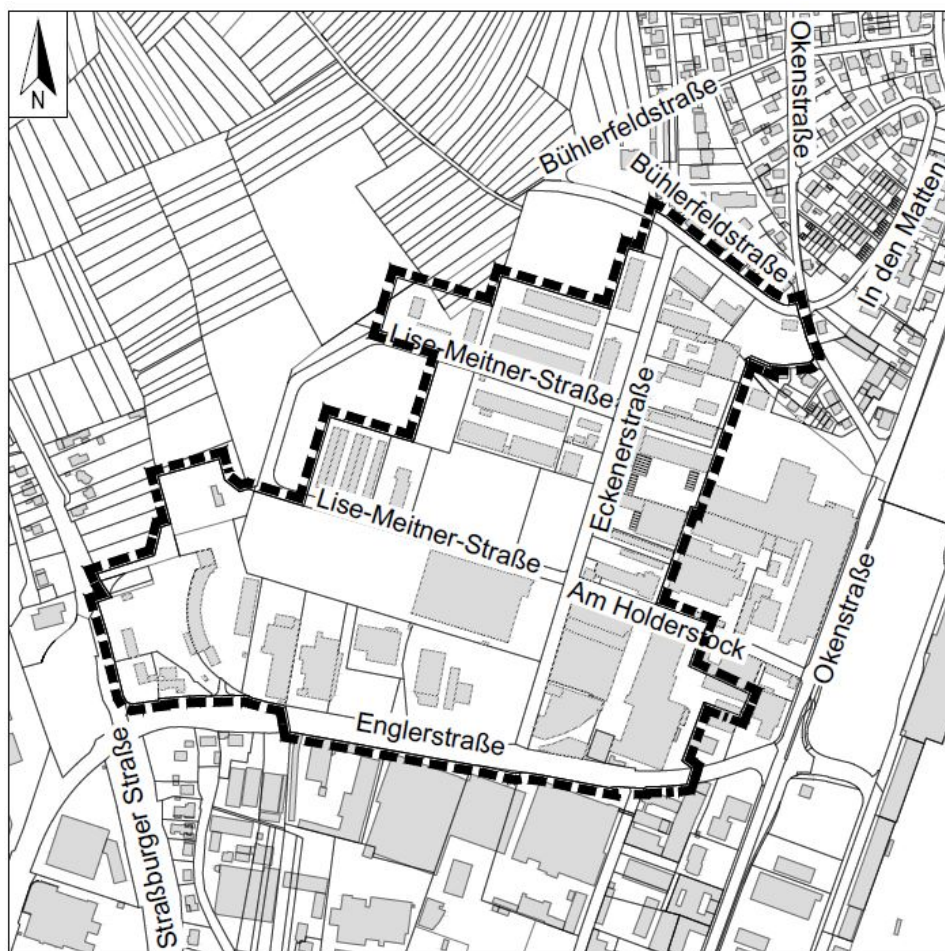 N
Okenstraße
Bühlerfeldstraße
Bühlerfeldstraße
In den Matten
Lise-Meitner-Straße
Eckenerstraße
Lise-Meitner-Straße
Am Holderstock
Okenstraße
Englerstraße
Straßburger Straße